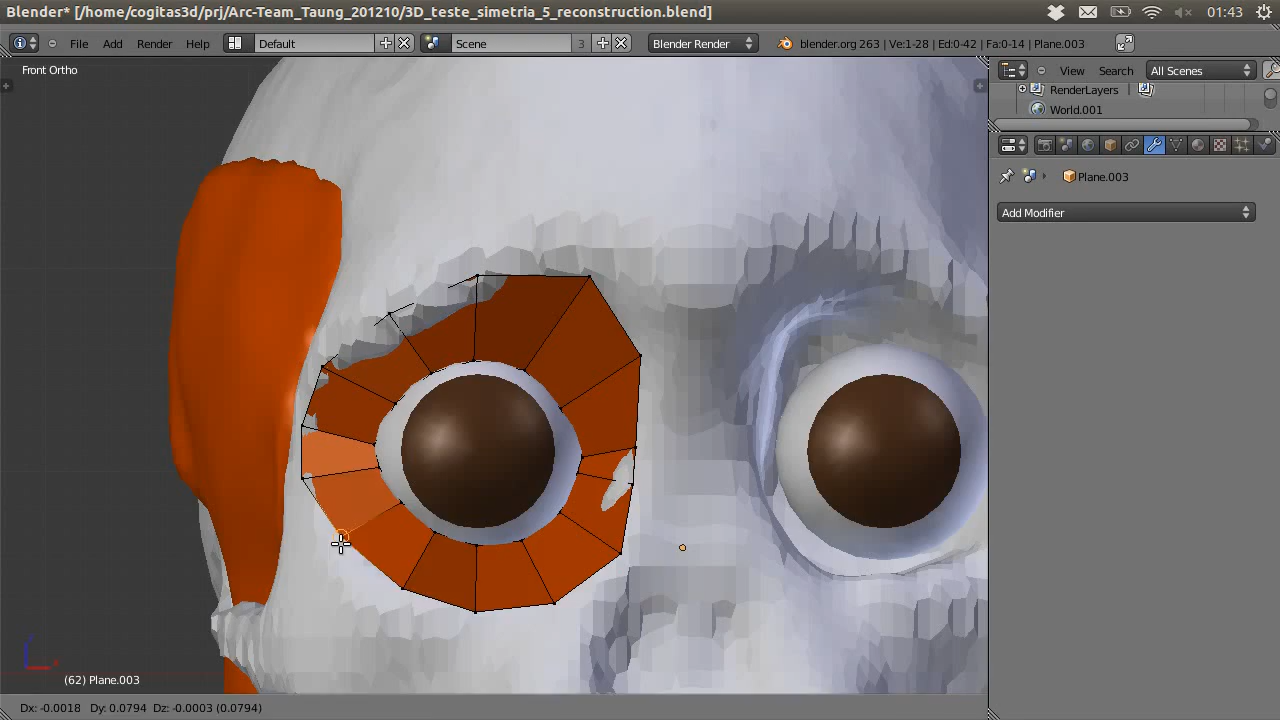 Blender* [/home/cogitas3d/prj/Arc-Team_Taung_201210/3D_teste_simetria_5_reconstruction.blend]
01:43
File Add Render Help Default Scene 3 Blender Render blender.org 263 | Ve:1-28 | Ed:0-42 | Fa:0-14 | Plane.003
Front Ortho
View Search All Scenes
RenderLayers
World.001
Plane.003
Add Modifier
(62) Plane.003
Dx: -0.0018 Dy: 0.0794 Dz: -0.0003 (0.0794)